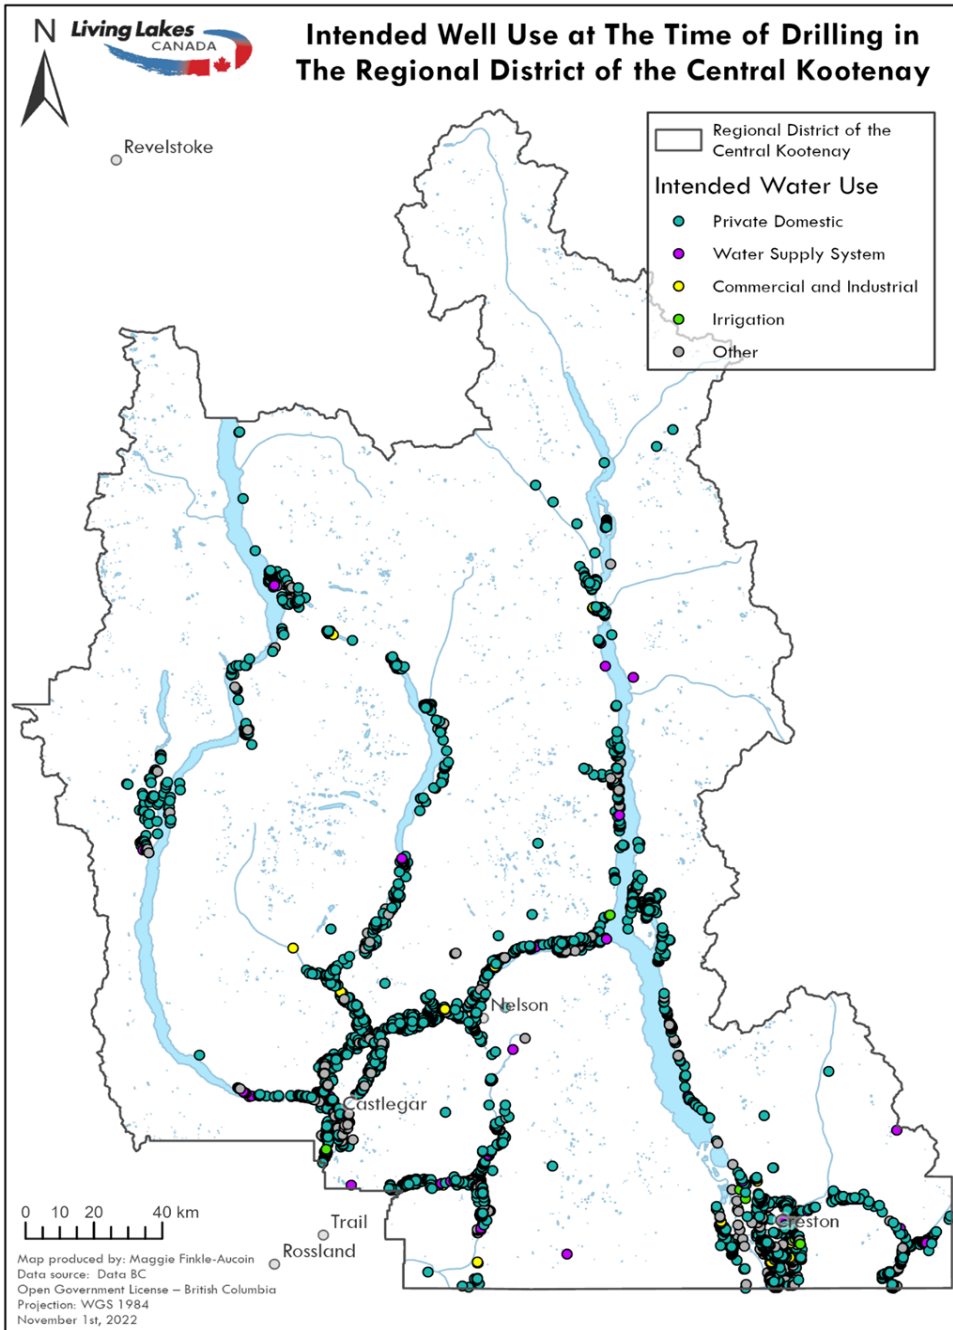 N
Living Lakes
CANADA
Intended Well Use at The Time of Drilling in
The Regional District of the Central Kootenay
Revelstoke
Regional District of the
Central Kootenay
Intended Water Use
Private Domestic
Water Supply System
Commercial and Industrial
Irrigation
Other
Nelson
Castlegar
Trail
Rossland
Creston
0 10 20 40 km
Map produced by: Maggie Finkle-Aucoin
Data source: Data BC
Open Government License – British Columbia
Projection: WGS 1984
November 1st, 2022